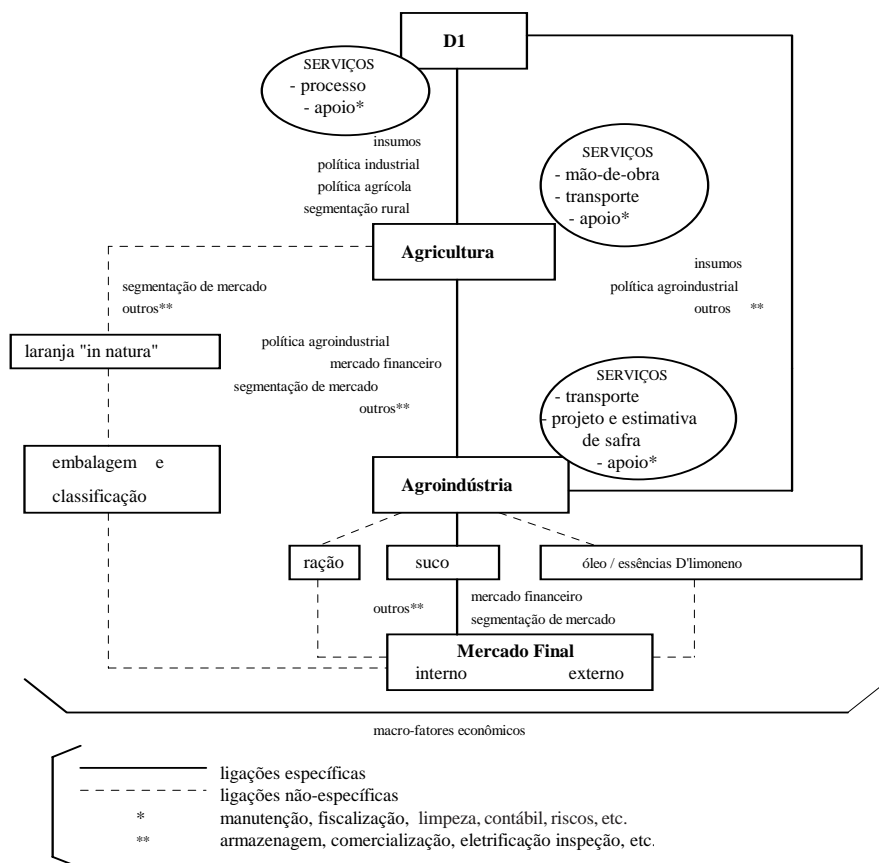 D1
SERVIÇOS
- processo
- apoio*
insumos
política industrial
política agrícola
segmentação rural
SERVIÇOS
- mão-de-obra
- transporte
- apoio*
Agricultura
insumos
política agroindustrial
outros **
segmentação de mercado
outros**
laranja "in natura"
política agroindustrial
mercado financeiro
segmentação de mercado
outros**
SERVIÇOS
- transporte
- projeto e estimativa
de safra
- apoio*
embalagem e
classificação
Agroindústria
ração
suco
óleo / essências D'limoneno
outros**
mercado financeiro
segmentação de mercado
Mercado Final
interno externo
macro-fatores econômicos
ligações específicas
ligações não-específicas
* manutenção, fiscalização, limpeza, contábil, riscos, etc.
** armazenagem, comercialização, eletrificação inspeção, etc.